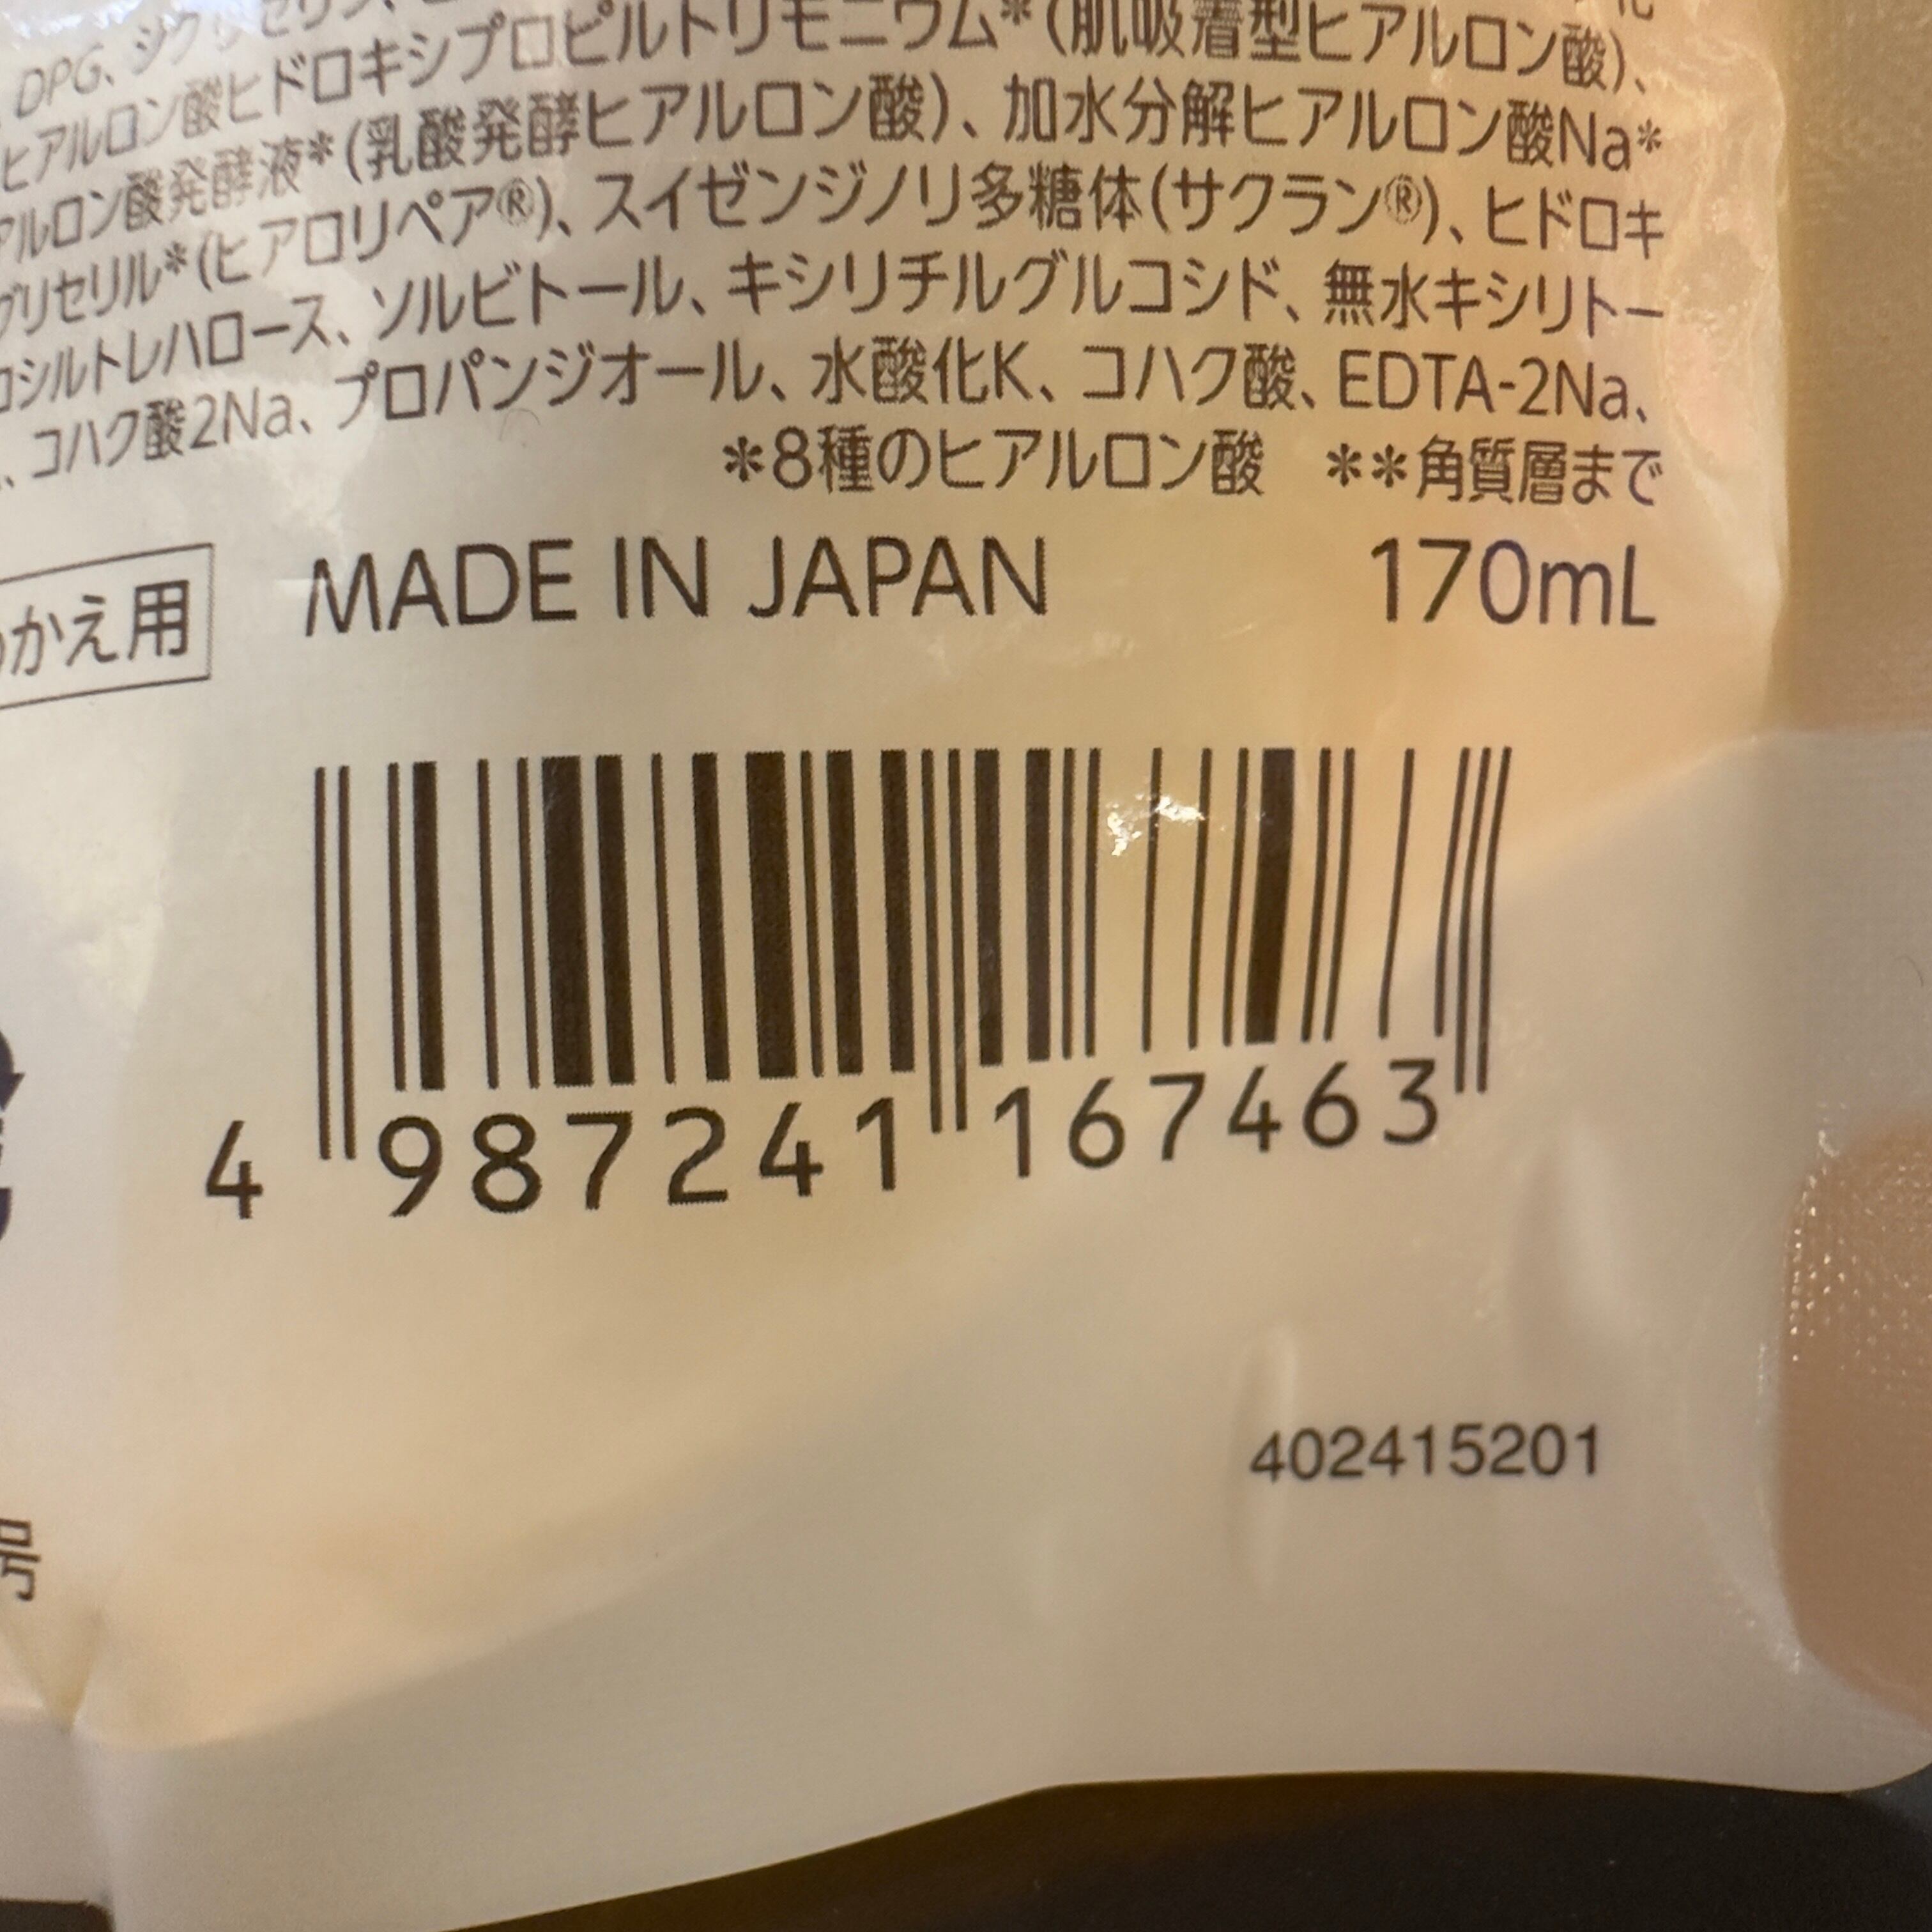 DPG、ジグリセリン、
ヒアルロン酸ヒドロキシプロピルトリモニウム*(肌吸着型ヒアルロン酸)、
アルロン酸発酵液*(乳酸発酵ヒアルロン酸)、加水分解ヒアルロン酸Na*
グリセリル*(ヒアロリペア®)、スイゼンジノリ多糖体(サクラン®)、ヒドロキ
コシルトレハロース、ソルビトール、キシリチルグルコシド、無水キシリトー
、コハク酸2Na、プロパンジオール、水酸化K、コハク酸、EDTA-2Na、
*8種のヒアルロン酸 **角質層まで
かえ用 MADE IN JAPAN 170mL
4 987241 167463
402415201
号